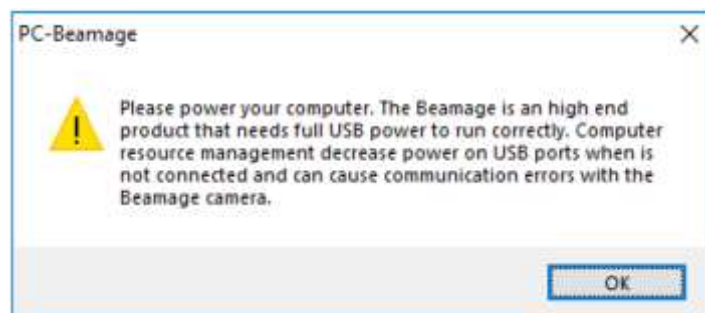 PC-Beamage
Please power your computer. The Beamage is an high end
product that needs full USB power to run correctly. Computer
resource management decrease power on USB ports when is
not connected and can cause communication errors with the
Beamage camera.
OK